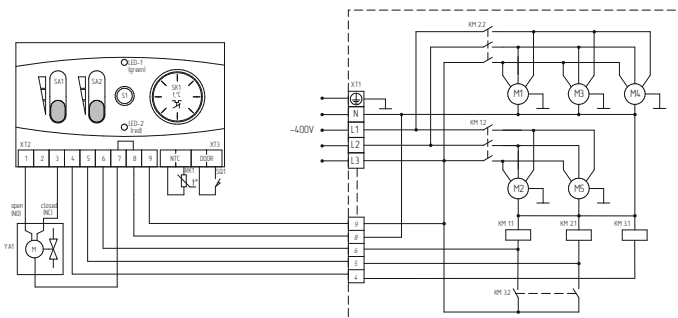 KM 2.2
LED-1
(green)
SA1
SA2
SK1
t,°C
S1
XT1
M1
M3
M4
N
LED-2
(red)
~400V
L1
KM 1.2
L2
XT2
XT3
L3
1 2 3 4 5 6 7 8 9 NTC DOOR
RK1
t°
SQ1
M2
M5
open
(NO)
closed
(NC)
9
KM 1.1
KM 2.1
KM 3.1
8
YA1
M
6
5
4
KM 3.2